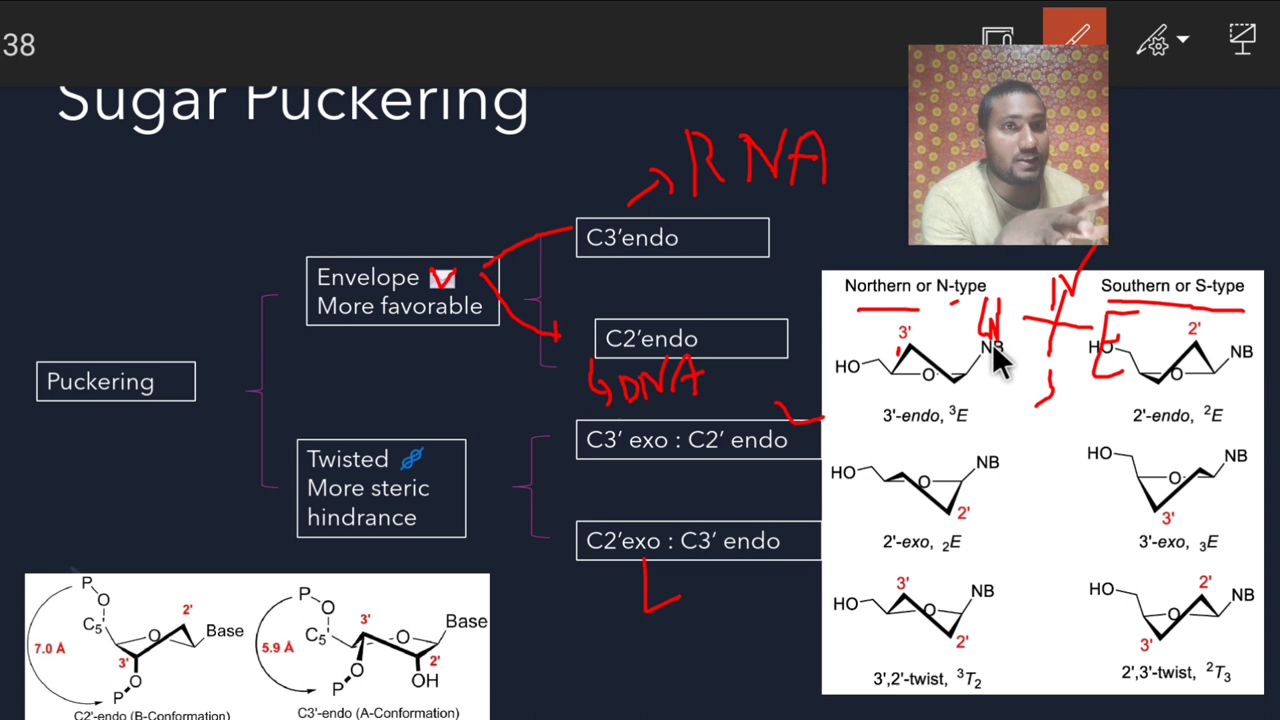 38
Sugar Puckering
RNA
C3'endo
Envelope
More favorable
C2'endo
DNA
Puckering
C3' exo : C2' endo
Twisted
More steric
hindrance
C2'exo : C3' endo
Northern or N-type
Southern or S-type
3'
2'
HO
NB
HO
NB
3'-endo, ³E
2'-endo, ²E
HO
NB
HO
NB
O
O
2'
3'
2'-exo, ₂E
3'-exo, ₃E
3'
NB
2'
HO
HO
NB
2'
3'
3',2'-twist, ³T₂
2',3'-twist, ²T₃
P
O
2'
C5
O
Base
7.0 Å
3'
O
P
C2'-endo (B-Conformation)
P
O
3'
Base
C5'
O
5.9 Å
2'
O
P
OH
C3'-endo (A-Conformation)